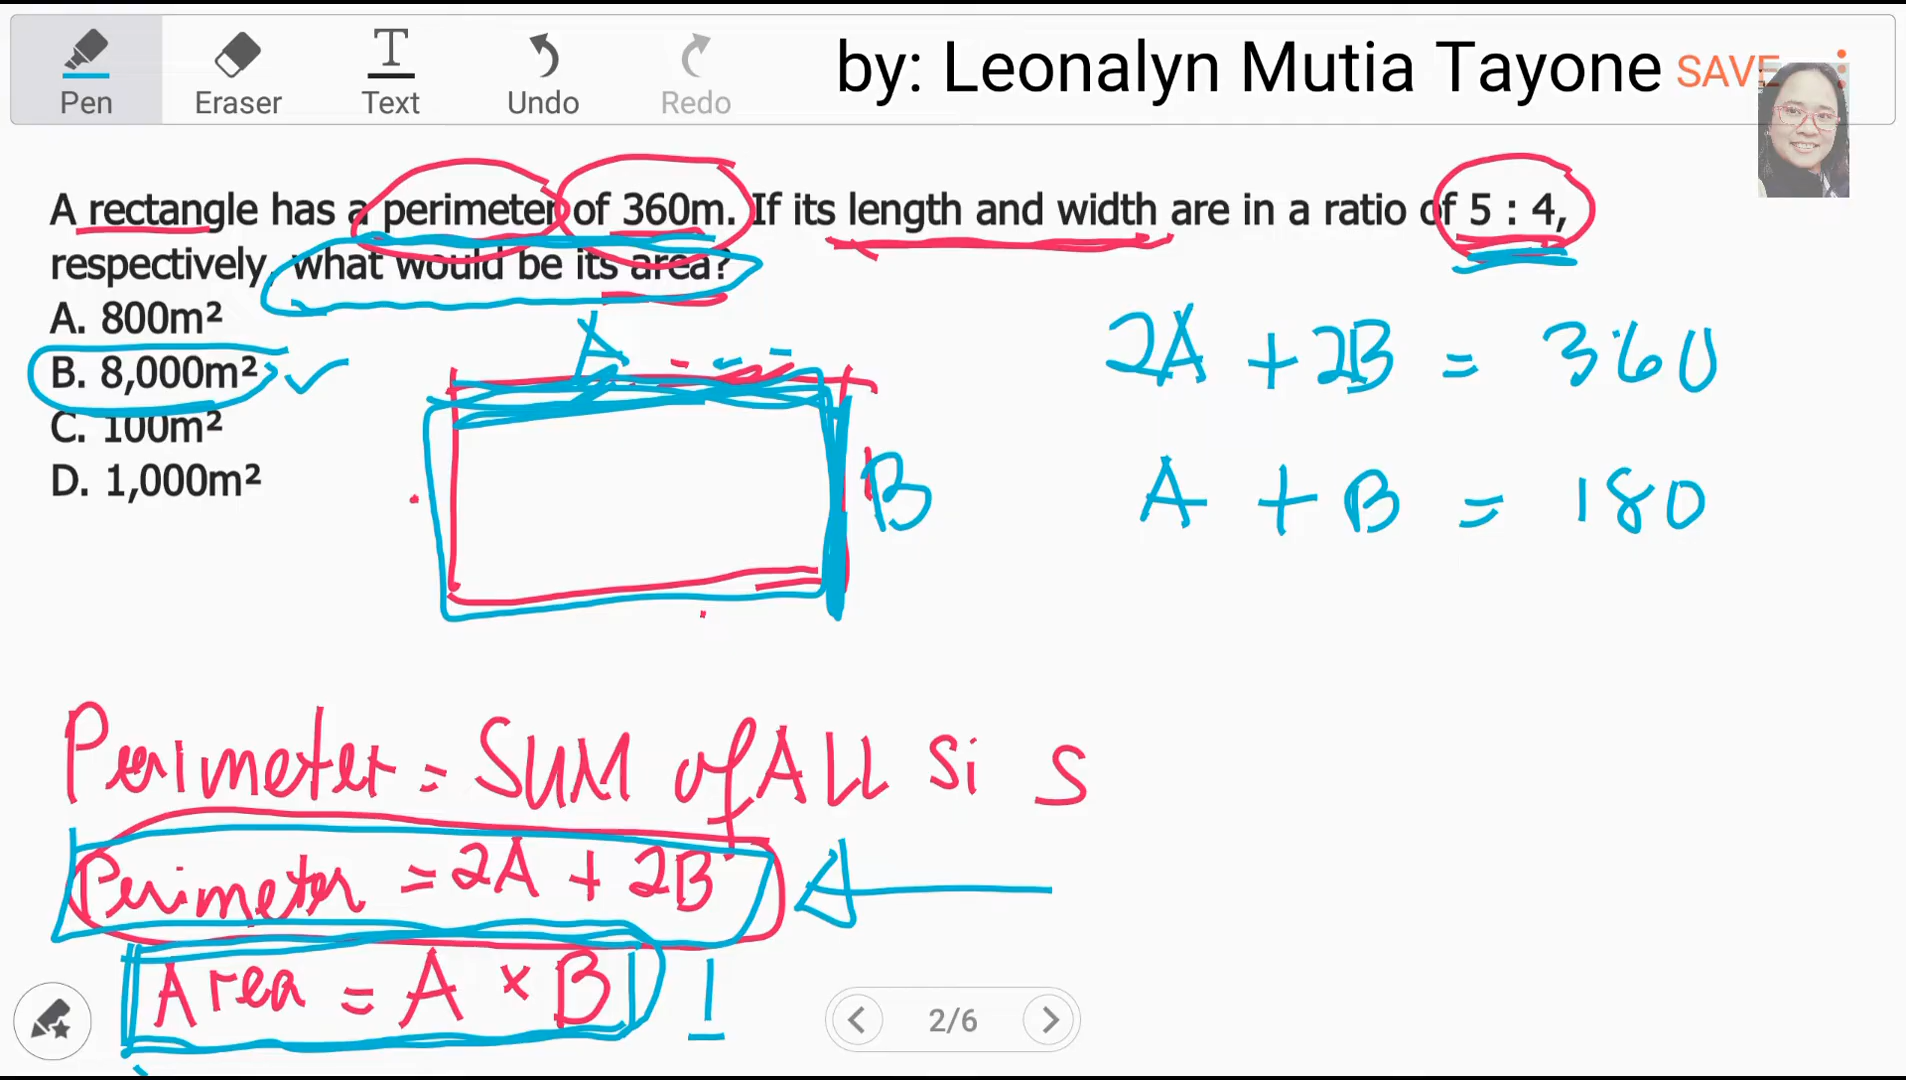 Pen
Eraser
Text
Undo
Redo
by: Leonalyn Mutia Tayone
SAVE
A rectangle has a perimeter of 360m. If its length and width are in a ratio of 5 : 4,
respectively, what would be its area?
A. 800m²
B. 8,000m²
C. 100m²
D. 1,000m²
A
B
2A + 2B = 360
A + B = 180
Perimeter = SUM of ALL Si S
Perimeter = 2A + 2B
Area = A × B
2/6